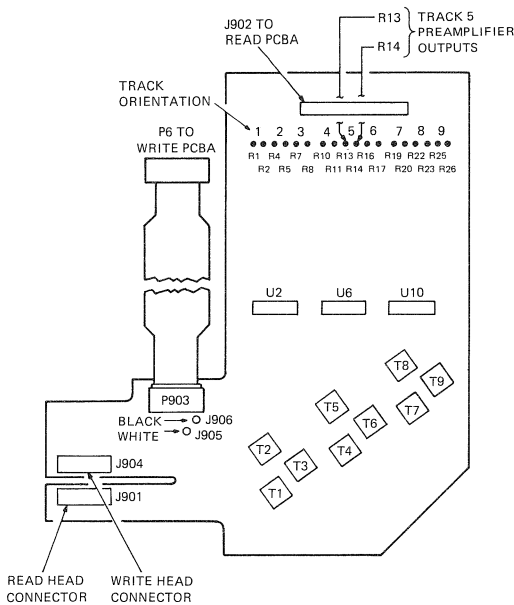 R13
TRACK 5
PREAMPLIFIER
OUTPUTS
R14
J902 TO
READ PCBA
TRACK
ORIENTATION
P6 TO
WRITE PCBA
1 2 3 4 5 6 7 8 9
R1 R4 R7 R10 R13 R16 R19 R22 R25
R2 R5 R8 R11 R14 R17 R20 R23 R26
U2 U6 U10
T8
T9
T7
T5
T6
T4
T2
T3
T1
P903
BLACK
J906
WHITE
J905
J904
J901
READ HEAD
CONNECTOR
WRITE HEAD
CONNECTOR